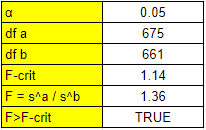 α 0.05
df a 675
df b 661
F-crit 1.14
F = s^a / s^b 1.36
F>F-crit TRUE